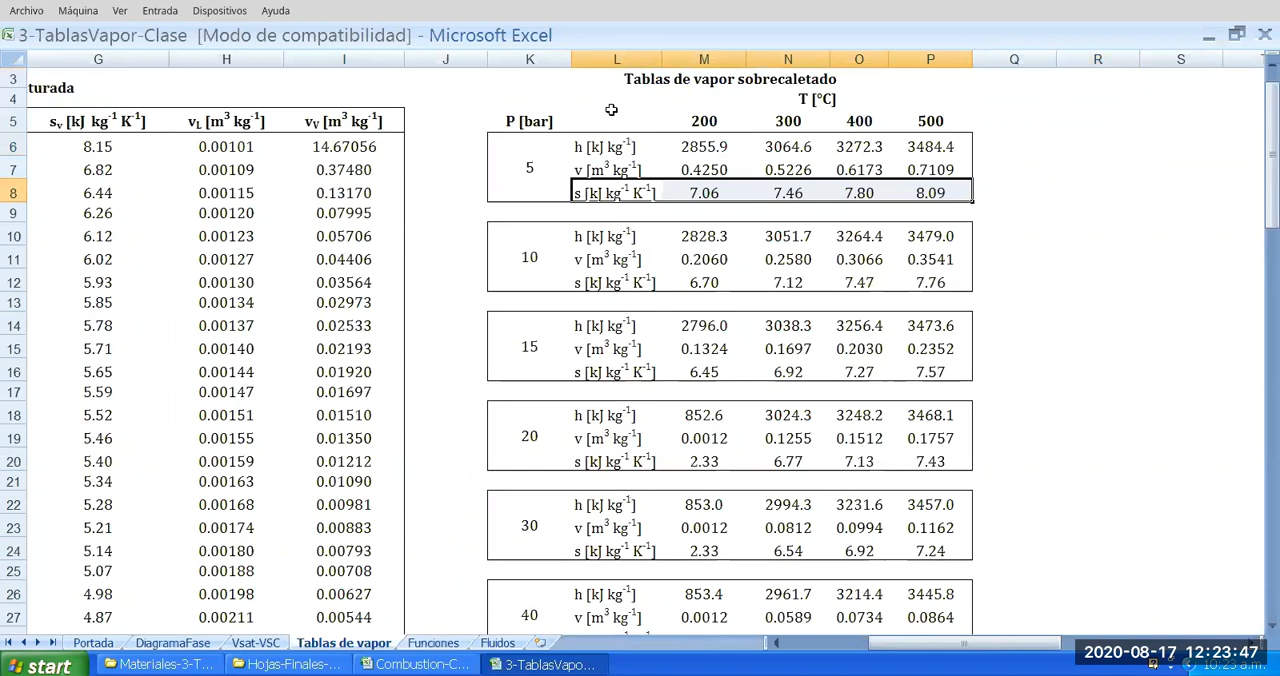 Archivo Máquina Ver Entrada Dispositivos Ayuda
3-TablasVapor-Clase [Modo de compatibilidad] - Microsoft Excel
G H I J K L M N O P Q R S
3 Tablas de vapor sobrecaletado
4 turada T [°C]
5 sv [kJ kg-1 K-1] vL [m3 kg-1] vV [m3 kg-1] P [bar] 200 300 400 500
6 8.15 0.00101 14.67056 h [kJ kg-1] 2855.9 3064.6 3272.3 3484.4
7 6.82 0.00109 0.37480 5 v [m3 kg-1] 0.4250 0.5226 0.6173 0.7109
8 6.44 0.00115 0.13170 s [kJ kg-1 K-1] 7.06 7.46 7.80 8.09
9 6.26 0.00120 0.07995
10 6.12 0.00123 0.05706 h [kJ kg-1] 2828.3 3051.7 3264.4 3479.0
11 6.02 0.00127 0.04406 10 v [m3 kg-1] 0.2060 0.2580 0.3066 0.3541
12 5.93 0.00130 0.03564 s [kJ kg-1 K-1] 6.70 7.12 7.47 7.76
13 5.85 0.00134 0.02973
14 5.78 0.00137 0.02533 h [kJ kg-1] 2796.0 3038.3 3256.4 3473.6
15 5.71 0.00140 0.02193 15 v [m3 kg-1] 0.1324 0.1697 0.2030 0.2352
16 5.65 0.00144 0.01920 s [kJ kg-1 K-1] 6.45 6.92 7.27 7.57
17 5.59 0.00147 0.01697
18 5.52 0.00151 0.01510 h [kJ kg-1] 852.6 3024.3 3248.2 3468.1
19 5.46 0.00155 0.01350 20 v [m3 kg-1] 0.0012 0.1255 0.1512 0.1757
20 5.40 0.00159 0.01212 s [kJ kg-1 K-1] 2.33 6.77 7.13 7.43
21 5.34 0.00163 0.01090
22 5.28 0.00168 0.00981 h [kJ kg-1] 853.0 2994.3 3231.6 3457.0
23 5.21 0.00174 0.00883 30 v [m3 kg-1] 0.0012 0.0812 0.0994 0.1162
24 5.14 0.00180 0.00793 s [kJ kg-1 K-1] 2.33 6.54 6.92 7.24
25 5.07 0.00188 0.00708
26 4.98 0.00198 0.00627 h [kJ kg-1] 853.4 2961.7 3214.4 3445.8
27 4.87 0.00211 0.00544 40 v [m3 kg-1] 0.0012 0.0589 0.0734 0.0864
Portada DiagramaFase Vsat-VSC Tablas de vapor Funciones Fluidos
start Materiales-3-T... Hojas-Finales-... Combustion-C... 3-TablasVapo...
2020-08-17 12:23:47
10:23 a.m.